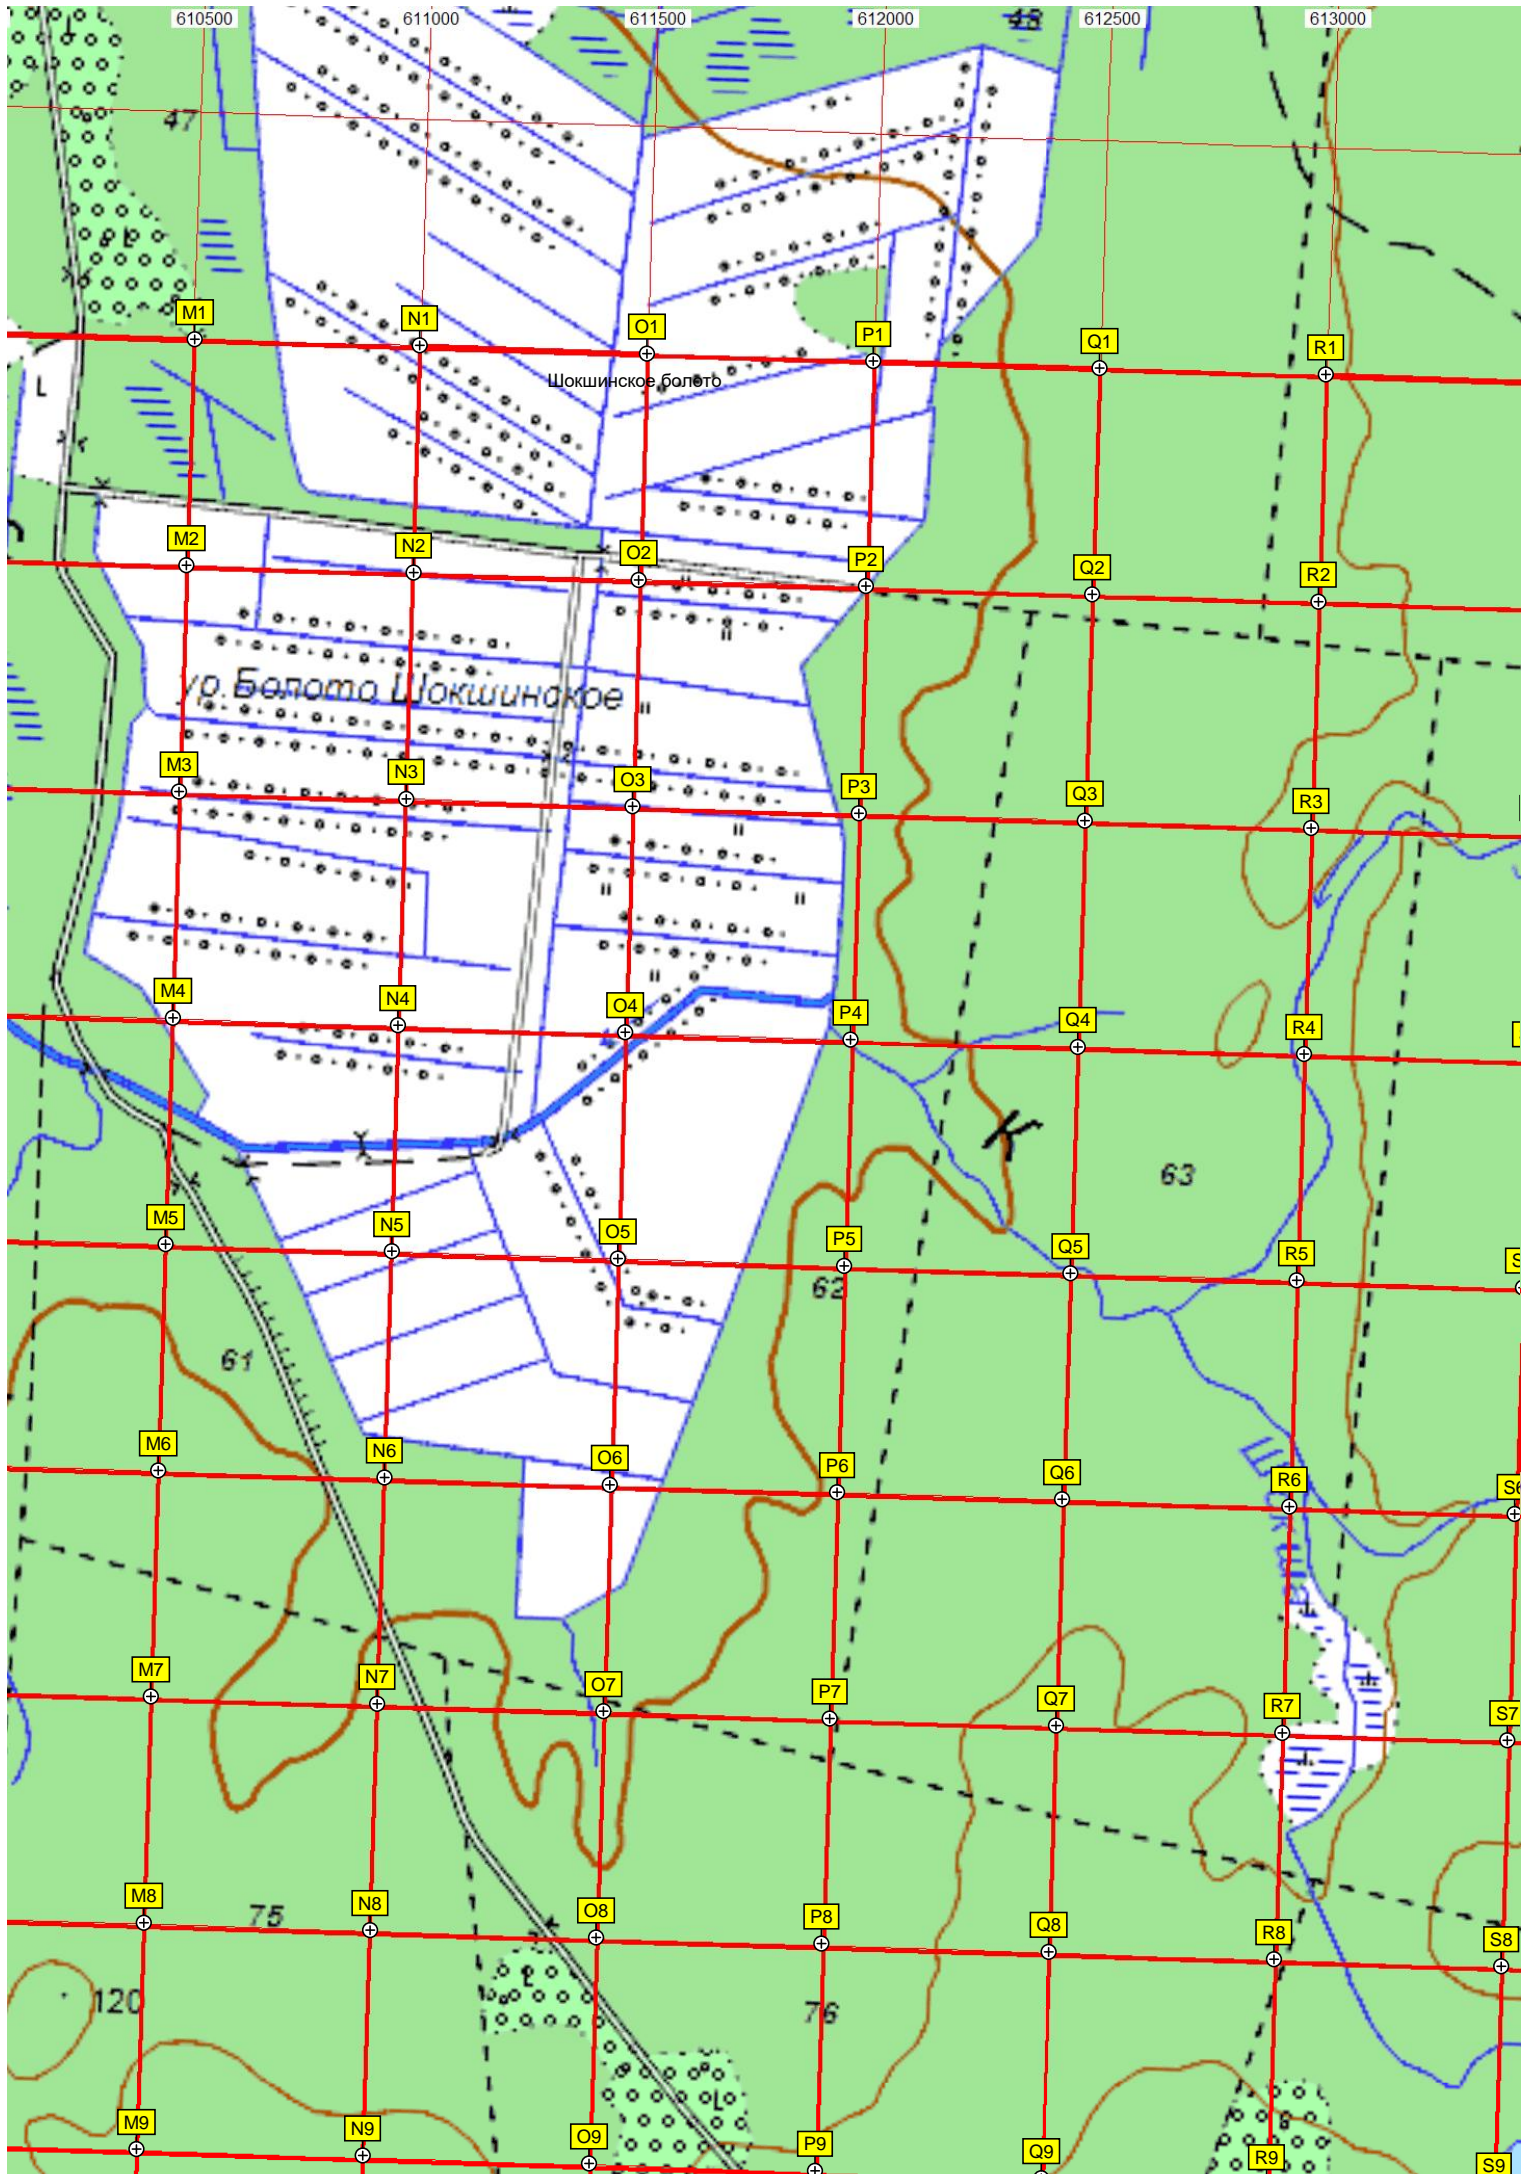 610500 611000 611500 612000 612500 613000
48
47
M1 N1 O1 P1 Q1 R1
Шокшинское болото
L
M2 N2 O2 P2 Q2 R2
ур. Болото Шокшинское
M3 N3 O3 P3 Q3 R3
M4 N4 O4 P4 Q4 R4
К
63
M5 N5 O5 P5 Q5 R5
62
61
M6 N6 O6 P6 Q6 R6 S6
M7 N7 O7 P7 Q7 R7 S7
M8 N8 O8 P8 Q8 R8 S8
75
120
76
M9 N9 O9 P9 Q9 R9 S9